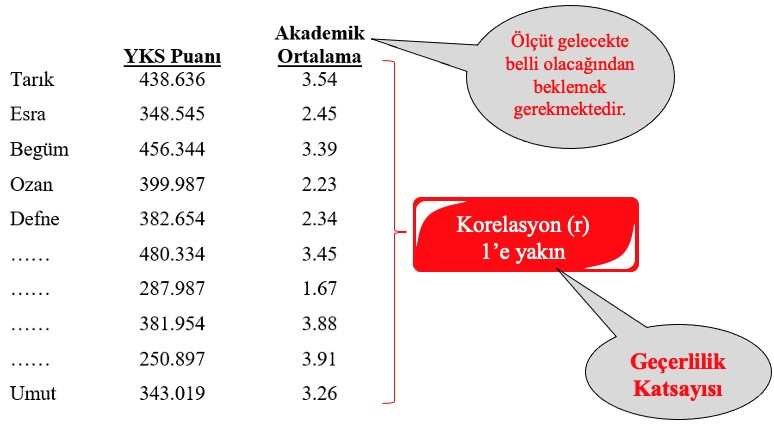 Akademik
YKS Puanı Ortalama
Tarık 438.636 3.54
Esra 348.545 2.45
Begüm 456.344 3.39
Ozan 399.987 2.23
Defne 382.654 2.34
…… 480.334 3.45
…… 287.987 1.67
…… 381.954 3.88
…… 250.897 3.91
Umut 343.019 3.26
Ölçüt gelecekte
belli olacağından
beklemek
gerekmektedir.
Korelasyon (r)
1’e yakın
Geçerlilik
Katsayısı